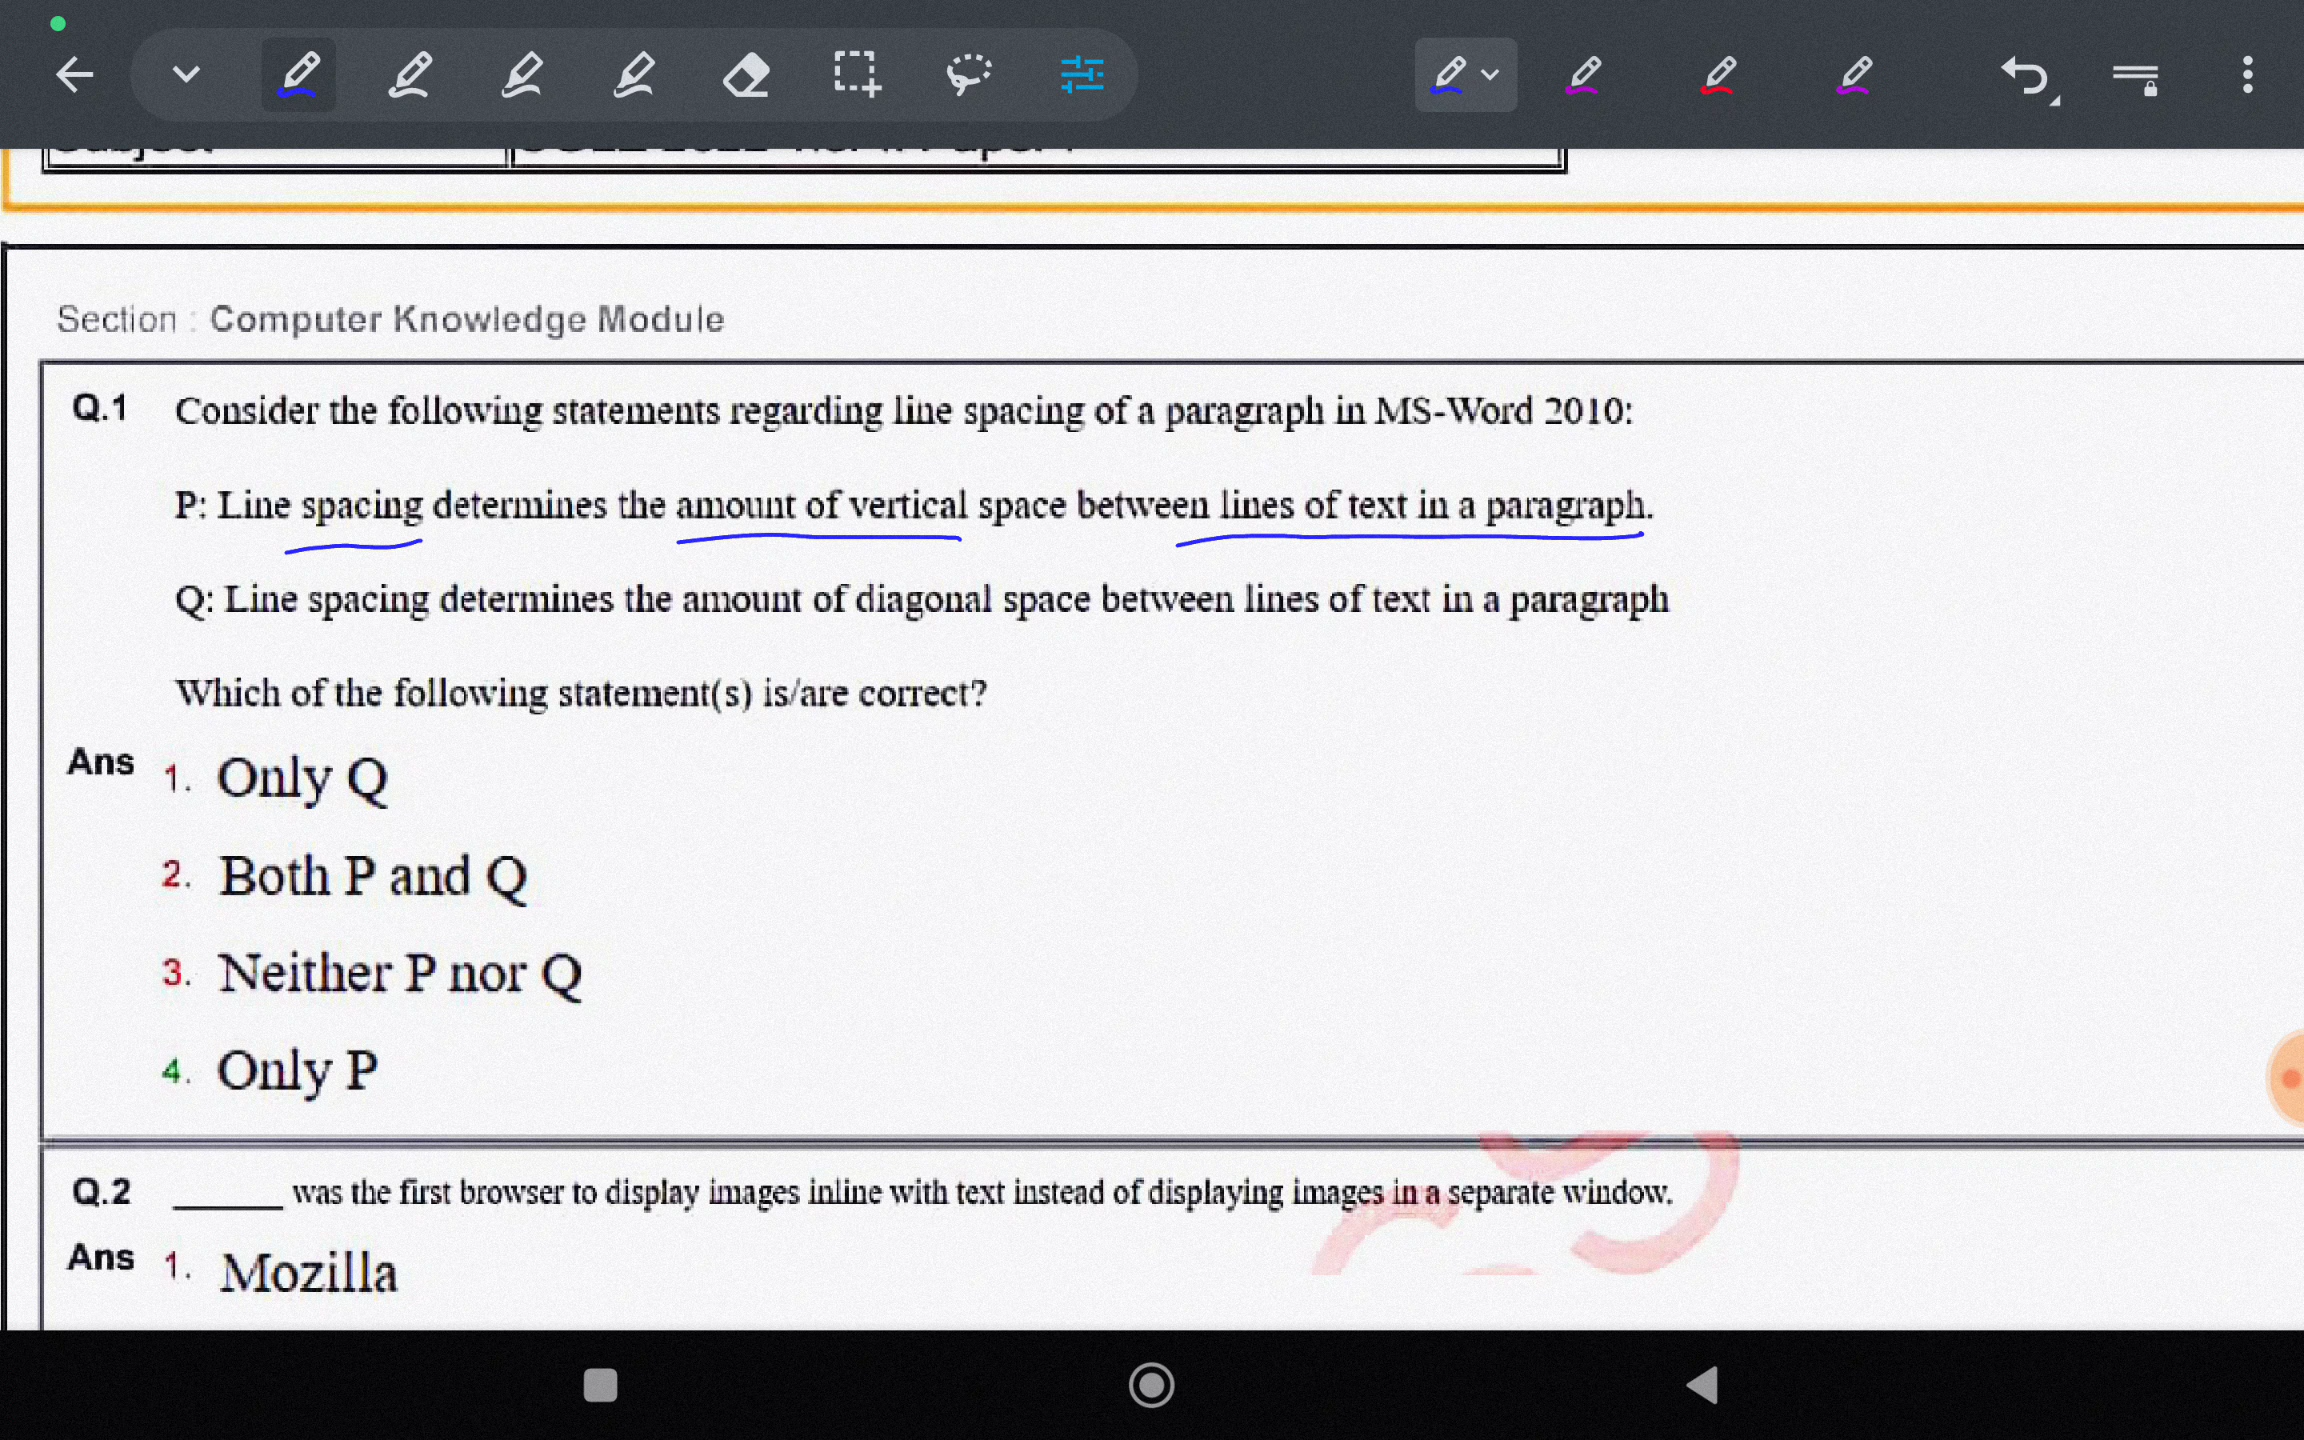 Section : Computer Knowledge Module
Q.1 Consider the following statements regarding line spacing of a paragraph in MS-Word 2010:
P: Line spacing determines the amount of vertical space between lines of text in a paragraph.
Q: Line spacing determines the amount of diagonal space between lines of text in a paragraph
Which of the following statement(s) is/are correct?
Ans 1. Only Q
2. Both P and Q
3. Neither P nor Q
4. Only P
Q.2 ______ was the first browser to display images inline with text instead of displaying images in a separate window.
Ans 1. Mozilla